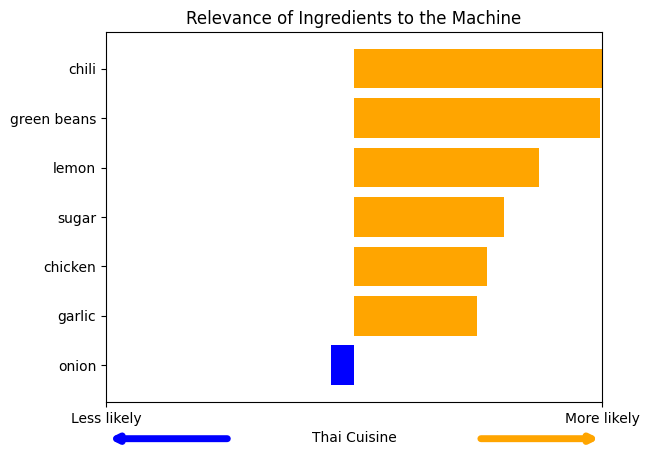 Relevance of Ingredients to the Machine
chili
green beans
lemon
sugar
chicken
garlic
onion
Less likely
More likely
Thai Cuisine